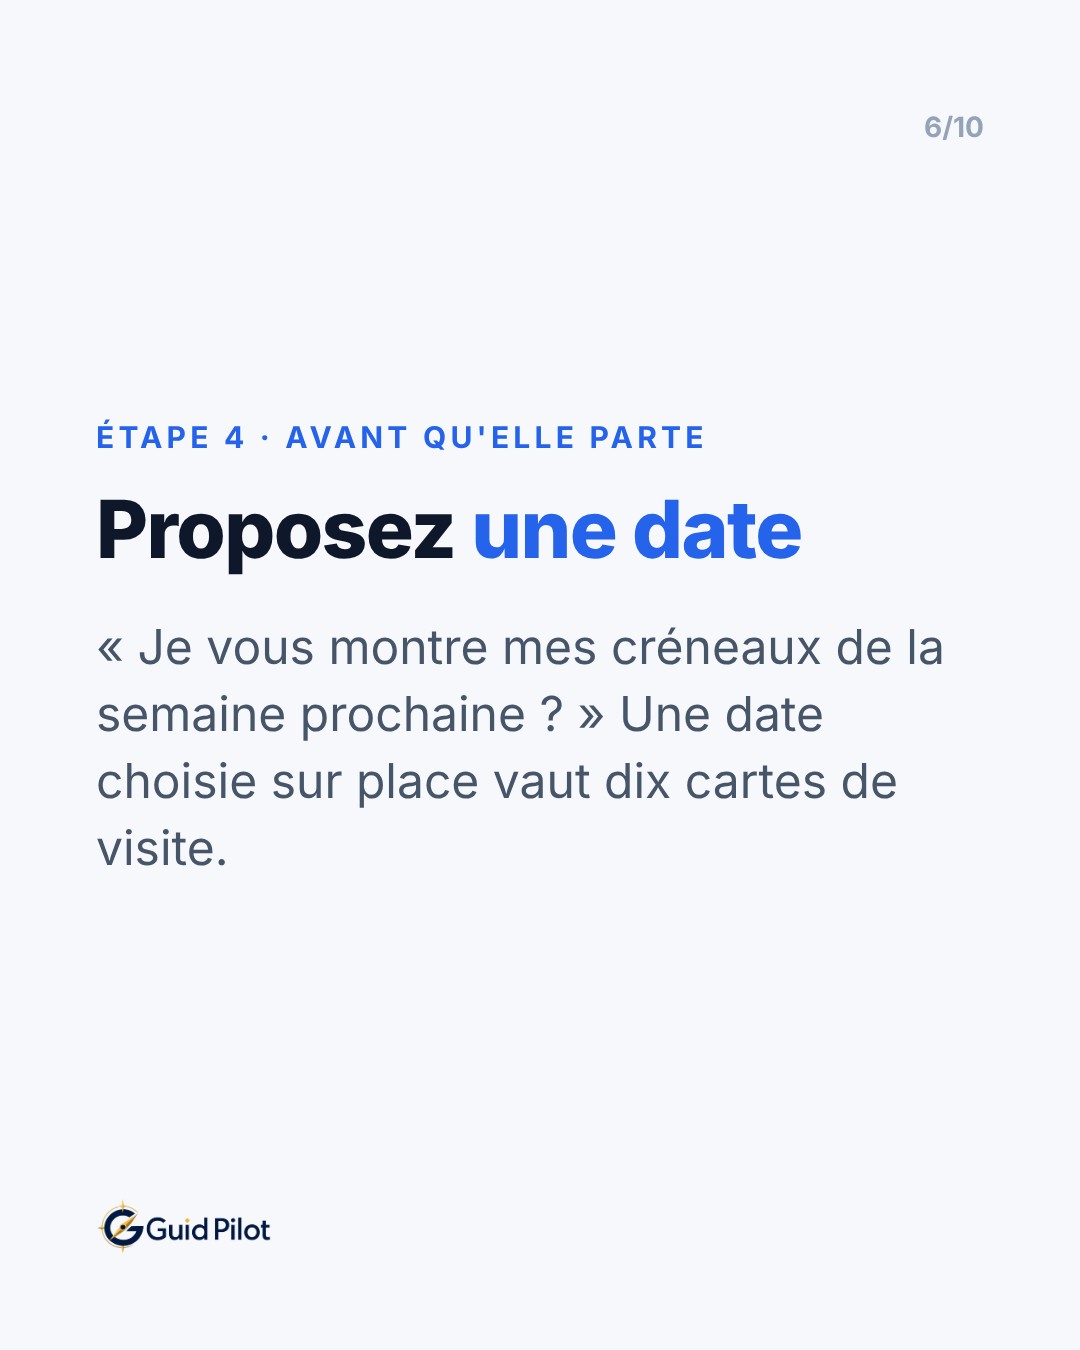 6/10
ÉTAPE 4 · AVANT QU'ELLE PARTE
Proposez une date
« Je vous montre mes créneaux de la
semaine prochaine ? » Une date
choisie sur place vaut dix cartes de
visite.
Guid Pilot